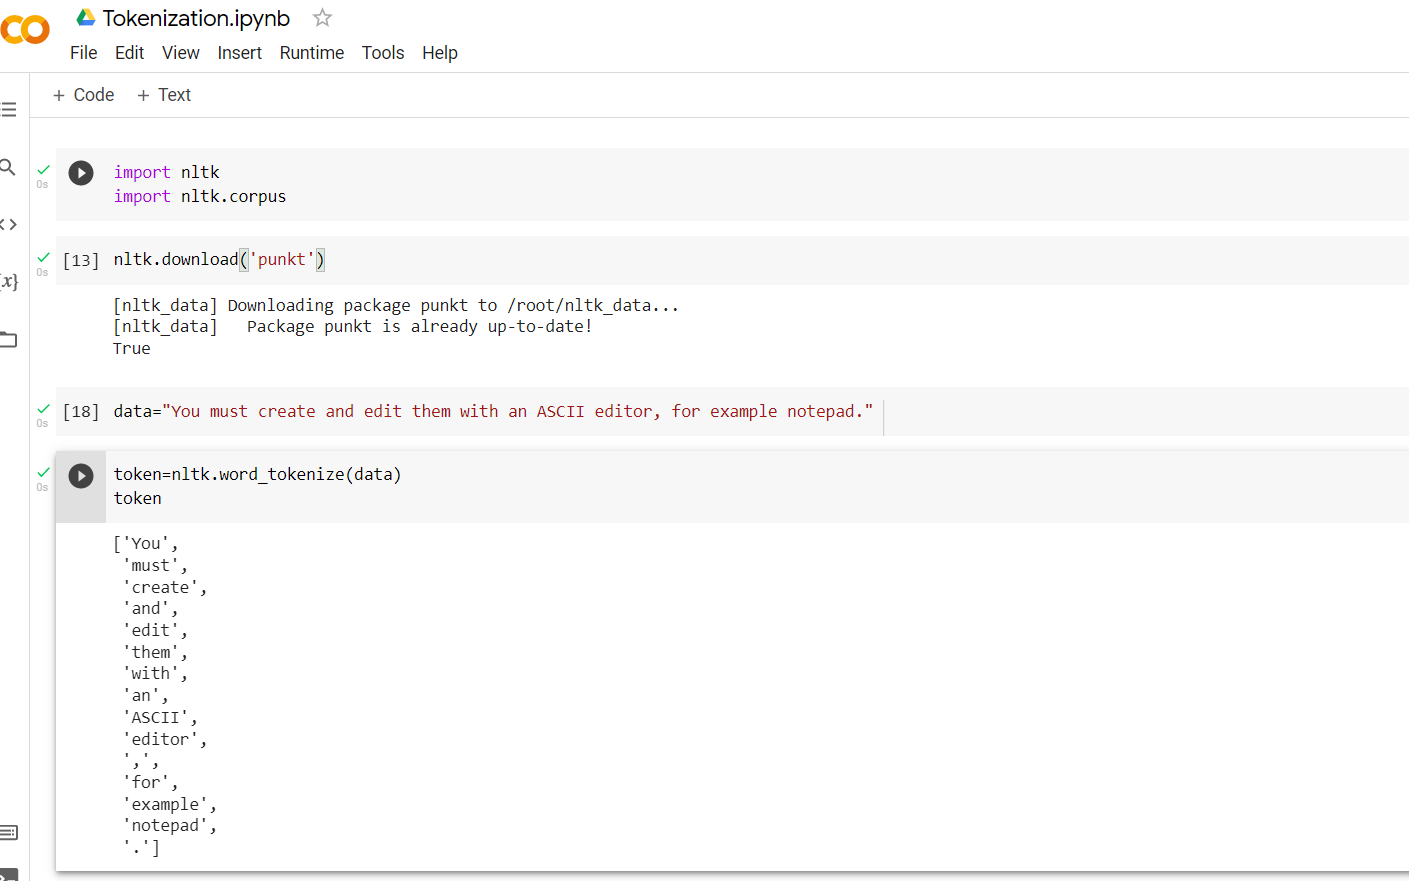 Tokenization.ipynb
File Edit View Insert Runtime Tools Help
+ Code + Text
0s
import nltk
import nltk.corpus
0s
[13] nltk.download('punkt')
[nltk_data] Downloading package punkt to /root/nltk_data...
[nltk_data]   Package punkt is already up-to-date!
True
0s
[18] data="You must create and edit them with an ASCII editor, for example notepad."
0s
token=nltk.word_tokenize(data)
token
['You',
'must',
'create',
'and',
'edit',
'them',
'with',
'an',
'ASCII',
'editor',
',',
'for',
'example',
'notepad',
'.']